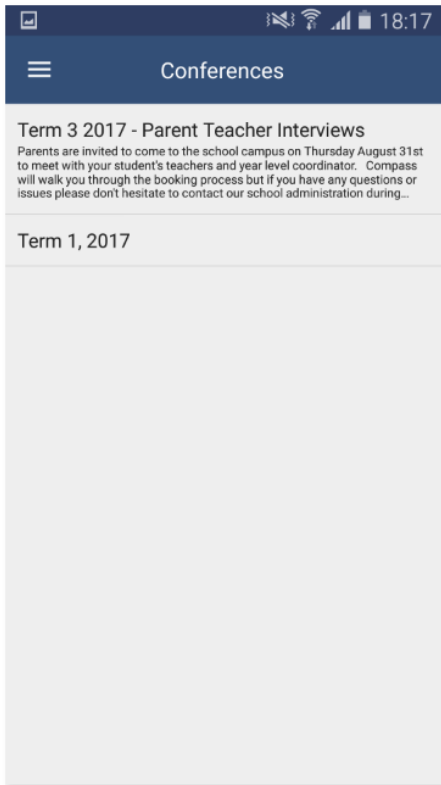 18:17
Conferences
Term 3 2017 - Parent Teacher Interviews
Parents are invited to come to the school campus on Thursday August 31st
to meet with your student's teachers and year level coordinator.   Compass
will walk you through the booking process but if you have any questions or
issues please don't hesitate to contact our school administration during...
Term 1, 2017